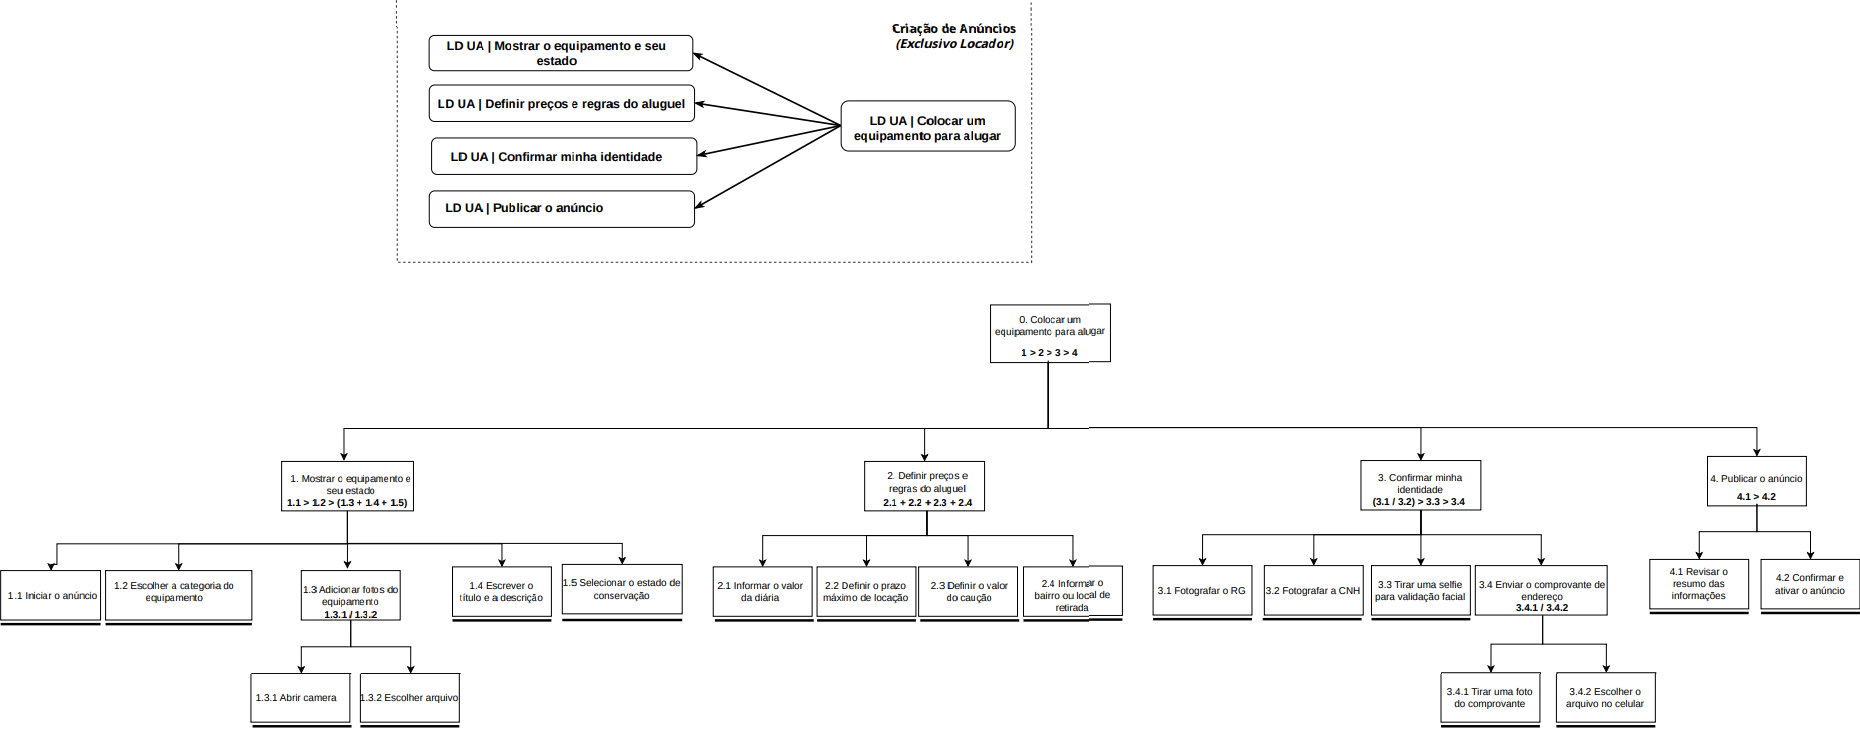 Criação de Anúncios
(Exclusivo Locador)
LD UA | Mostrar o equipamento e seu
estado
LD UA | Definir preços e regras do aluguel
LD UA | Colocar um
equipamento para alugar
LD UA | Confirmar minha identidade
LD UA | Publicar o anúncio
0. Colocar um
equipamento para alugar
1 > 2 > 3 > 4
1. Mostrar o equipamento e
seu estado
1.1 > 1.2 > (1.3 + 1.4 + 1.5)
2. Definir preços e
regras do aluguel
2.1 + 2.2 + 2.3 + 2.4
3. Confirmar minha
identidade
(3.1 / 3.2) > 3.3 > 3.4
4. Publicar o anúncio
4.1 > 4.2
1.1 Iniciar o anúncio
1.2 Escolher a categoria do
equipamento
1.3 Adicionar fotos do
equipamento
1.3.1 / 1.3.2
1.4 Escrever o
título e a descrição
1.5 Selecionar o estado de
conservação
2.1 Informar o valor
da diária
2.2 Definir o prazo
máximo de locação
2.3 Definir o valor
do caução
2.4 Informar o
bairro ou local de
retirada
3.1 Fotografar o RG
3.2 Fotografar a CNH
3.3 Tirar uma selfie
para validação facial
3.4 Enviar o comprovante de
endereço
3.4.1 / 3.4.2
4.1 Revisar o
resumo das
informações
4.2 Confirmar e
ativar o anúncio
1.3.1 Abrir camera
1.3.2 Escolher arquivo
3.4.1 Tirar uma foto
do comprovante
3.4.2 Escolher o
arquivo no celular